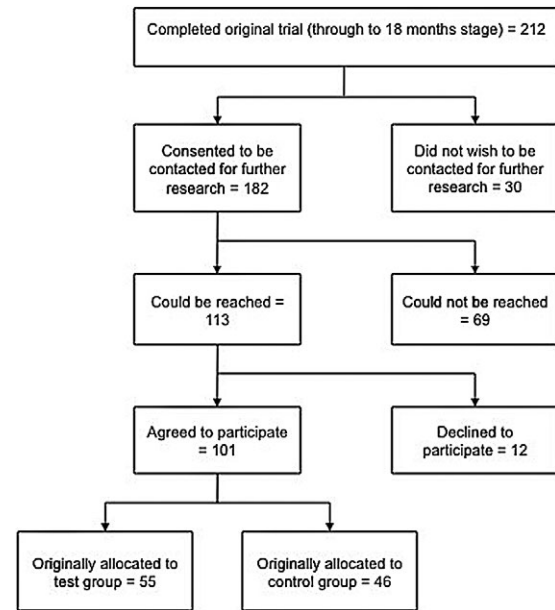 Completed original trial (through to 18 months stage) = 212
Consented to be
contacted for further
research = 182
Did not wish to be
contacted for further
research = 30
Could be reached =
113
Could not be reached
= 69
Agreed to participate
= 101
Declined to
participate = 12
Originally allocated to
test group = 55
Originally allocated to
control group = 46